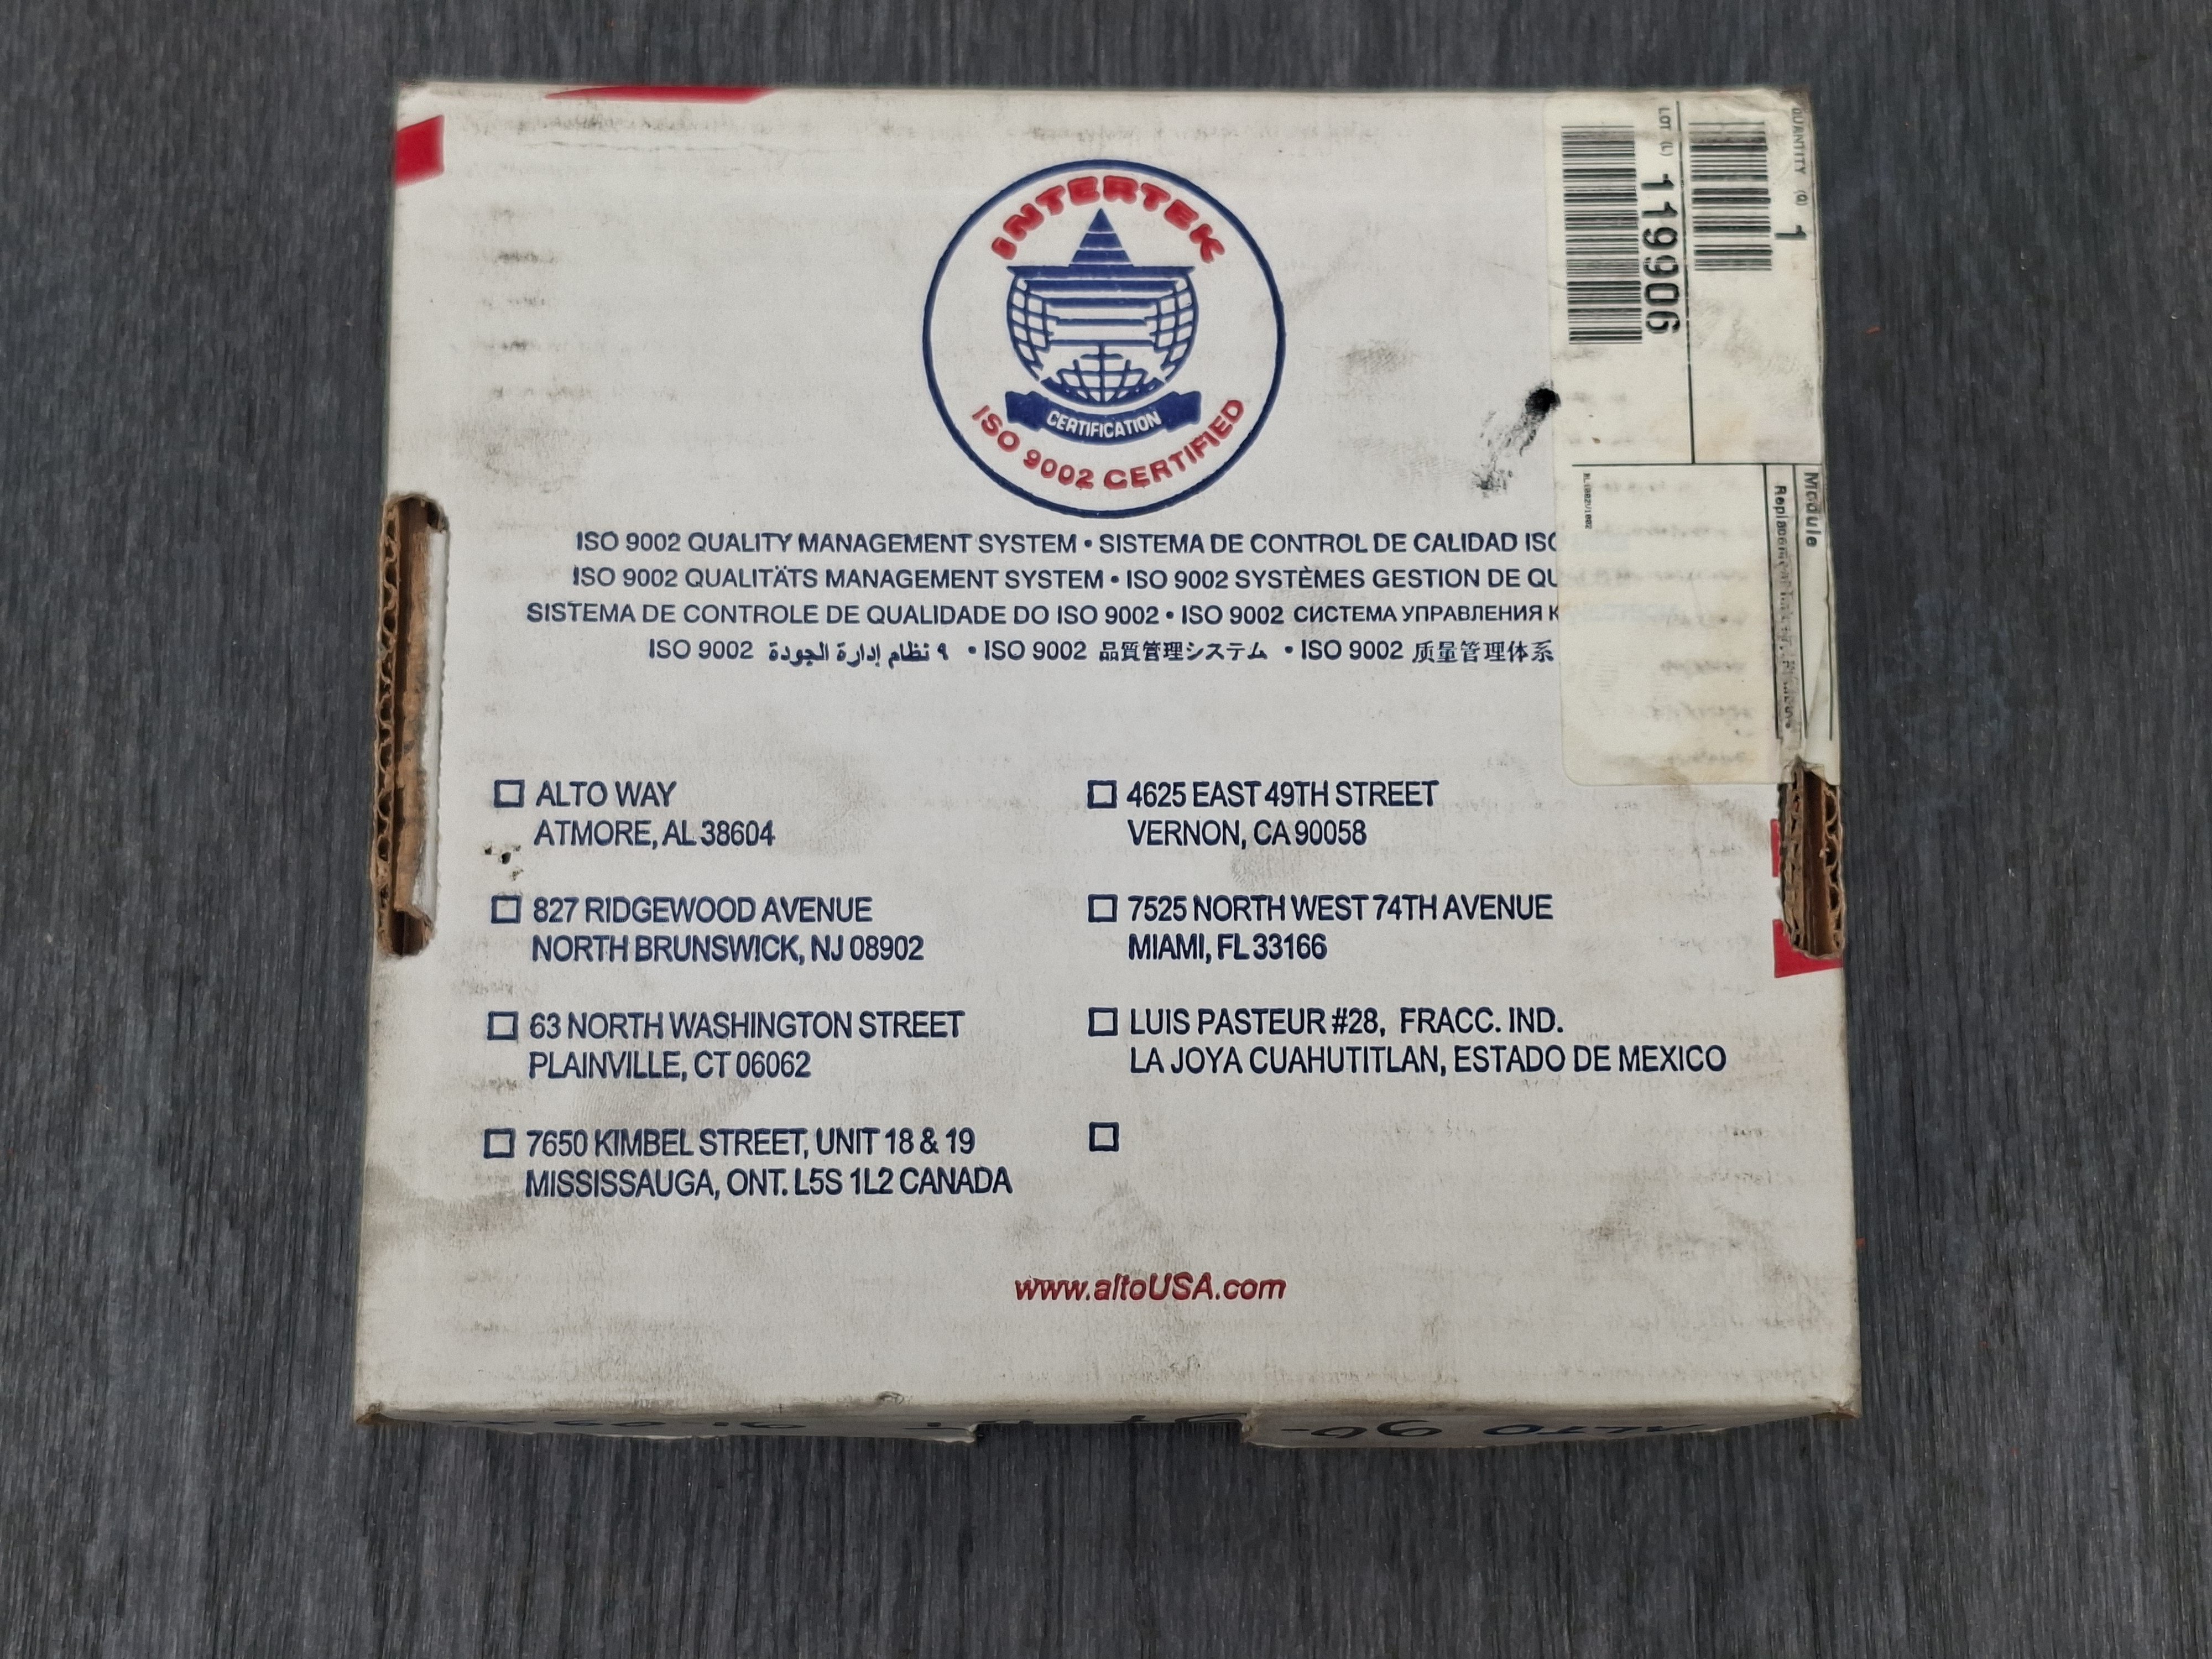 INTERTEK
CERTIFICATION
ISO 9002 CERTIFIED
ISO 9002 QUALITY MANAGEMENT SYSTEM • SISTEMA DE CONTROL DE CALIDAD ISO
ISO 9002 QUALITÄTS MANAGEMENT SYSTEM • ISO 9002 SYSTÈMES GESTION DE QU
SISTEMA DE CONTROLE DE QUALIDADE DO ISO 9002 • ISO 9002 СИСТЕМА УПРАВЛЕНИЯ К
ISO 9002 ٩ نظام إدارة الجودة • ISO 9002 品質管理システム • ISO 9002 质量管理体系
QUANTITY (Q) 1
LOT (L) 119906
Module
ALTO WAY
ATMORE, AL 38604
827 RIDGEWOOD AVENUE
NORTH BRUNSWICK, NJ 08902
63 NORTH WASHINGTON STREET
PLAINVILLE, CT 06062
7650 KIMBEL STREET, UNIT 18 & 19
MISSISSAUGA, ONT. L5S 1L2 CANADA
4625 EAST 49TH STREET
VERNON, CA 90058
7525 NORTH WEST 74TH AVENUE
MIAMI, FL 33166
LUIS PASTEUR #28, FRACC. IND.
LA JOYA CUAHUTITLAN, ESTADO DE MEXICO
www.altoUSA.com
ALTO 90-